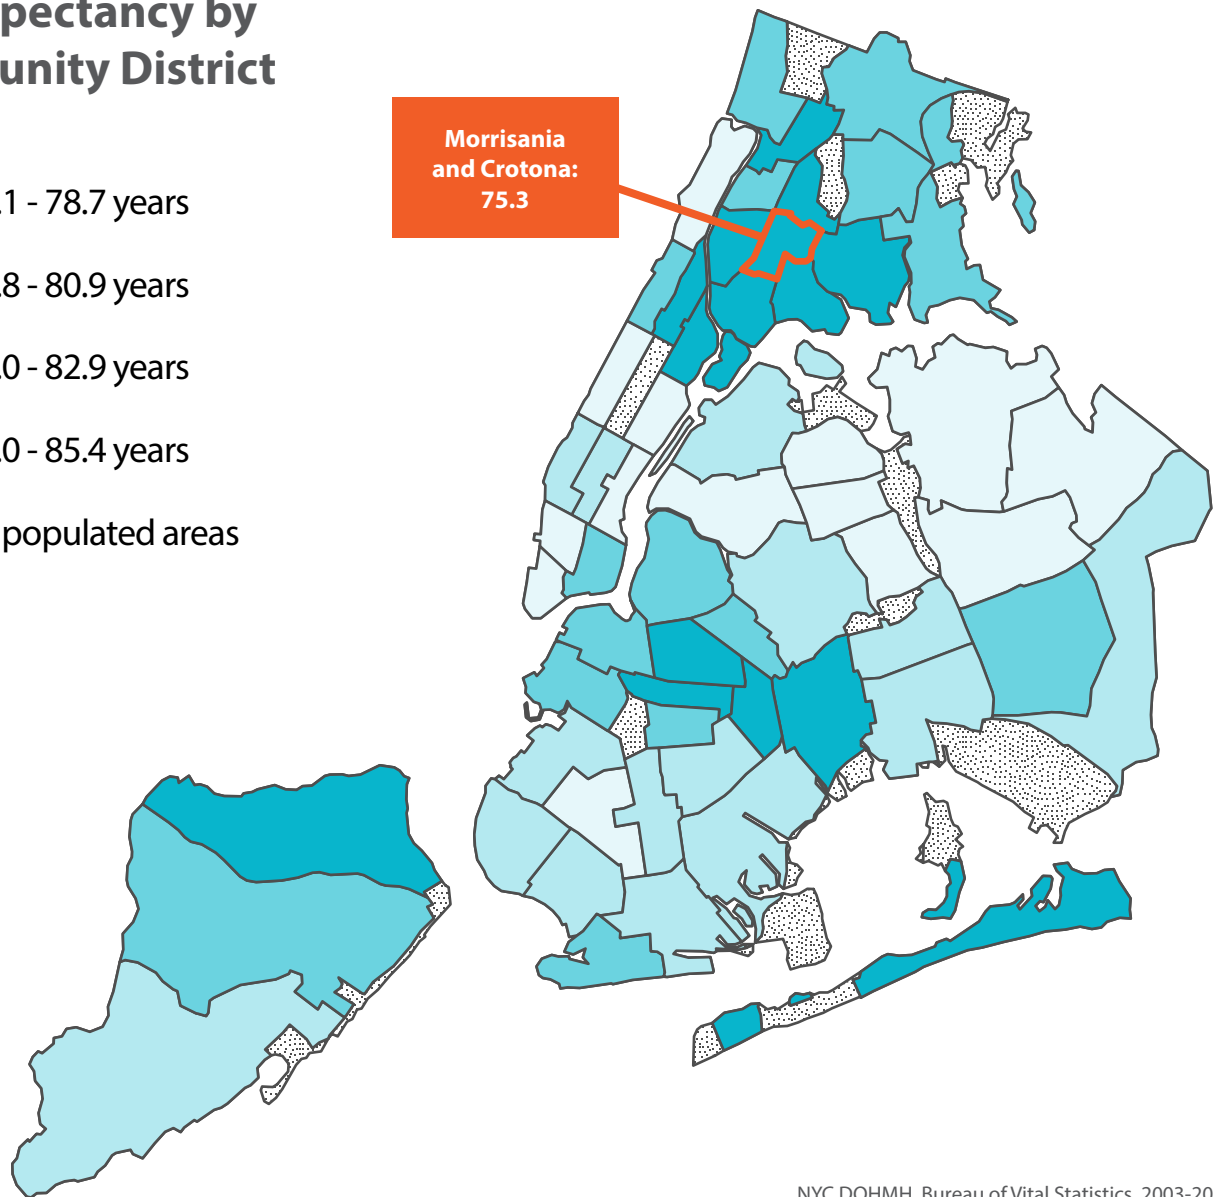 pectancy by
unity District
.1 - 78.7 years
.8 - 80.9 years
.0 - 82.9 years
.0 - 85.4 years
populated areas
Morrisania
and Crotona:
75.3
NYC DOHMH, Bureau of Vital Statistics, 2003-20